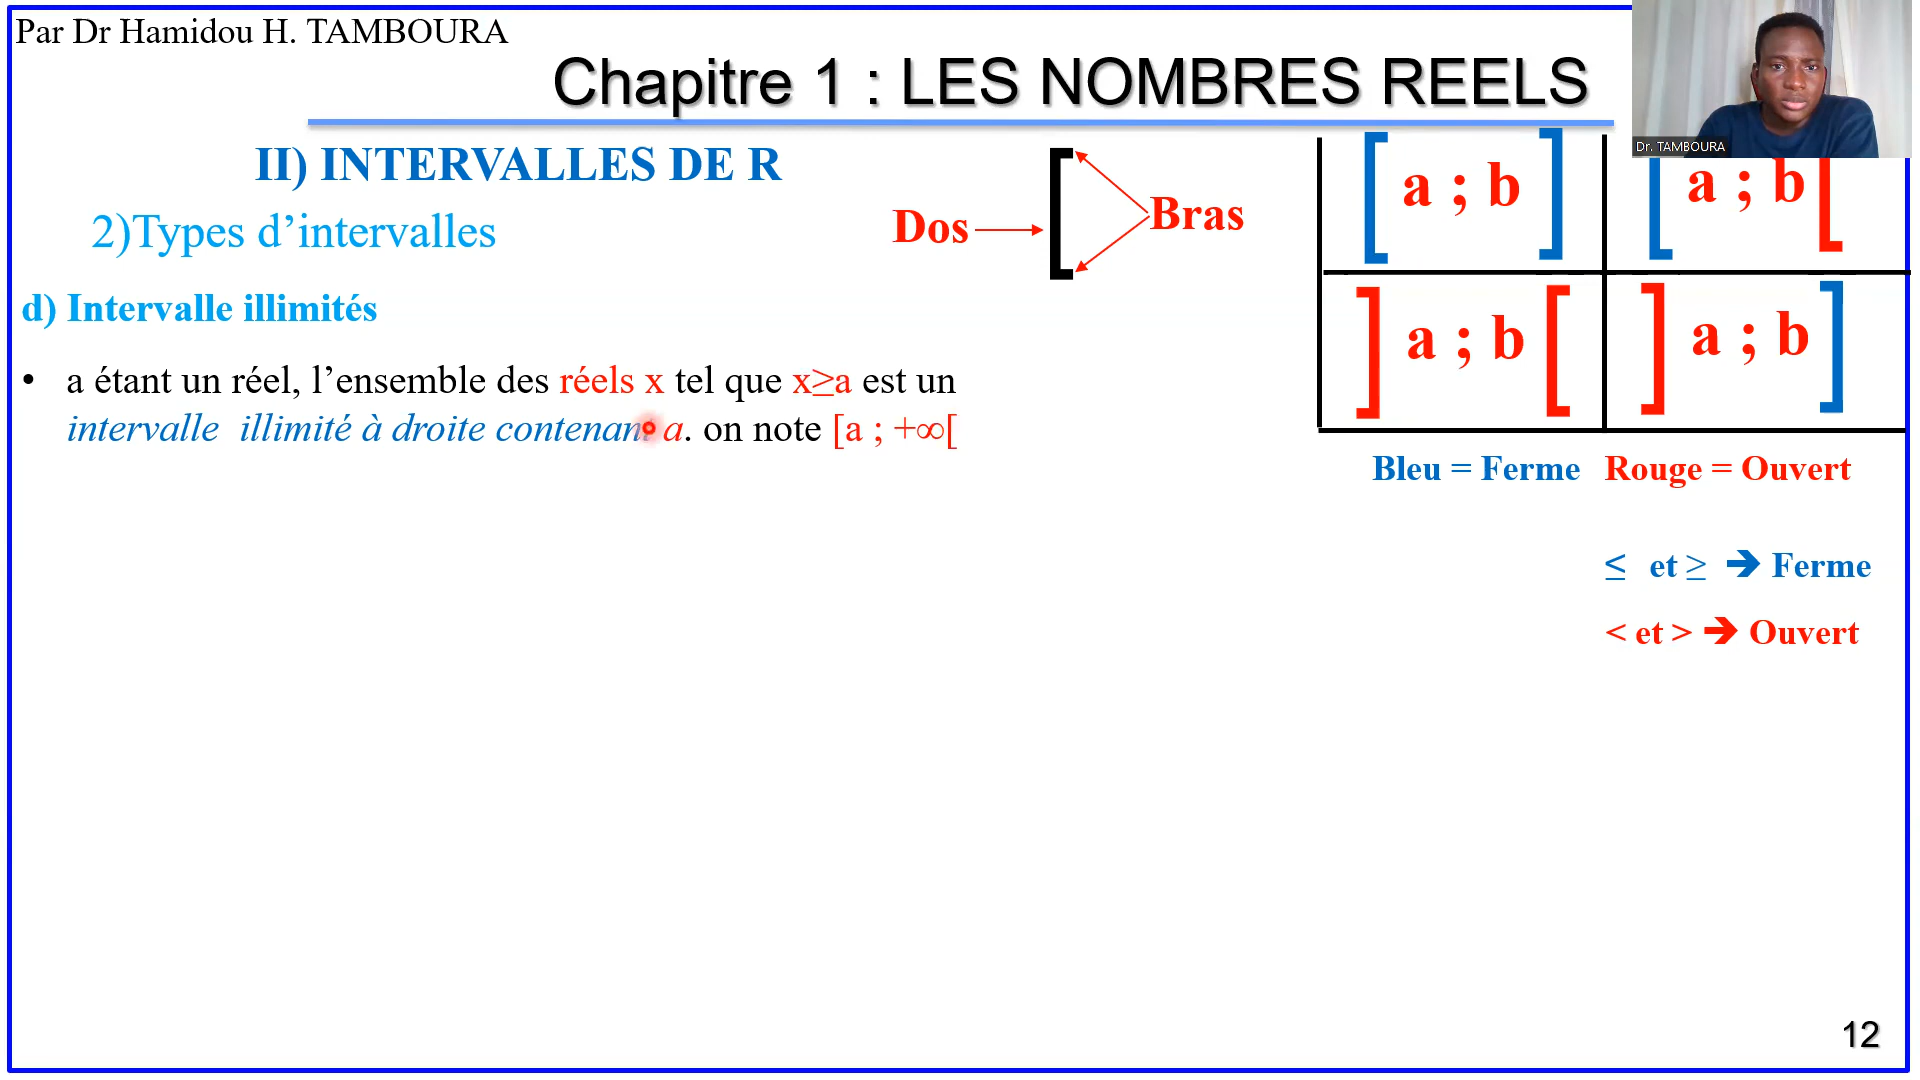 Par Dr Hamidou H. TAMBOURA
Chapitre 1 : LES NOMBRES REELS
Dr. TAMBOURA
II) INTERVALLES DE R
2)Types d’intervalles
Dos
[
Bras
[ a ; b ]
[ a ; b [
] a ; b [
] a ; b ]
d) Intervalle illimités
• a étant un réel, l’ensemble des réels x tel que x≥a est un
intervalle illimité à droite contenant a. on note [a ; +∞[
Bleu = Ferme Rouge = Ouvert
≤ et ≥ ➔ Ferme
< et > ➔ Ouvert
12